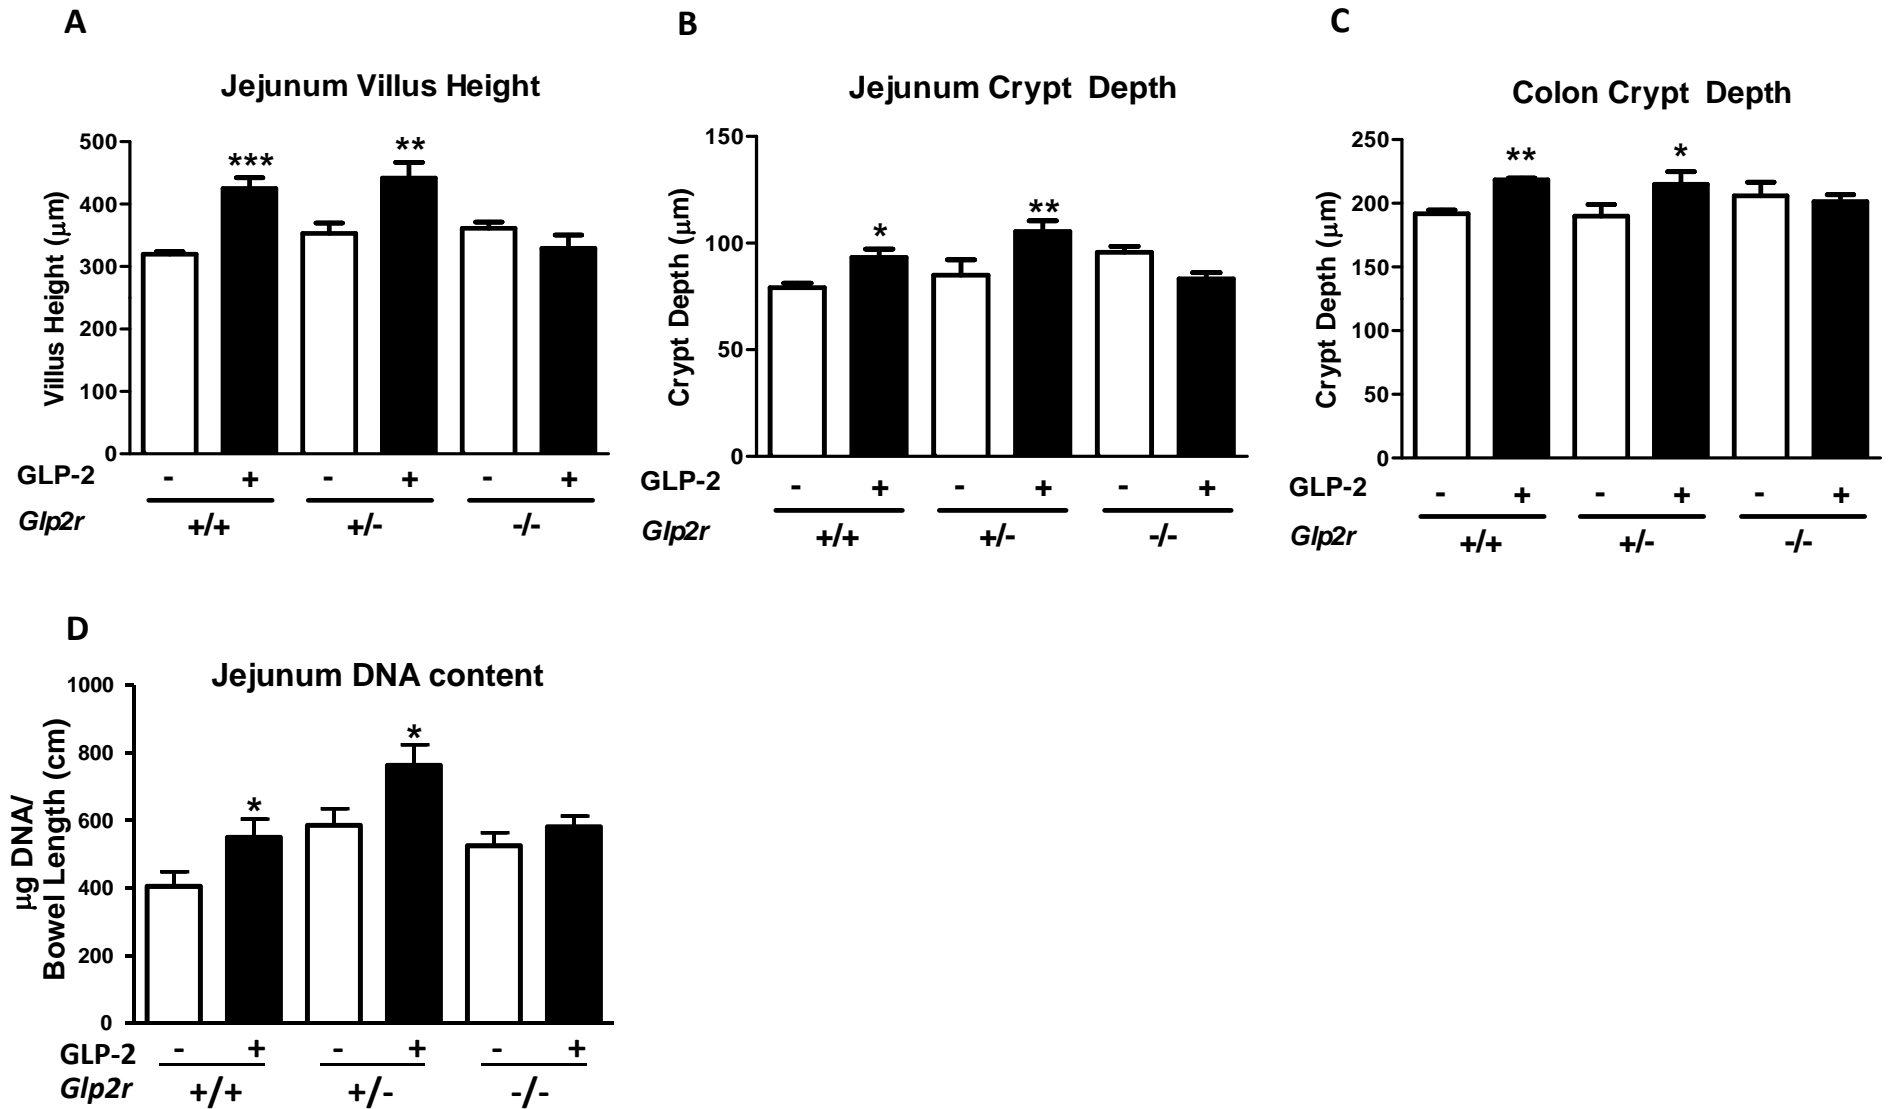 A
Jejunum Villus Height
Villus Height (μm)
500
400
300
200
100
0
*** **
GLP-2 - + - + - +
Glp2r +/+ +/- -/-
B
Jejunum Crypt Depth
Crypt Depth (μm)
150
100
50
0
* **
GLP-2 - + - + - +
Glp2r +/+ +/- -/-
C
Colon Crypt Depth
Crypt Depth (μm)
250
200
150
100
50
0
** *
GLP-2 - + - + - +
Glp2r +/+ +/- -/-
D
Jejunum DNA content
μg DNA/
Bowel Length (cm)
1000
800
600
400
200
0
* *
GLP-2 - + - + - +
Glp2r +/+ +/- -/-